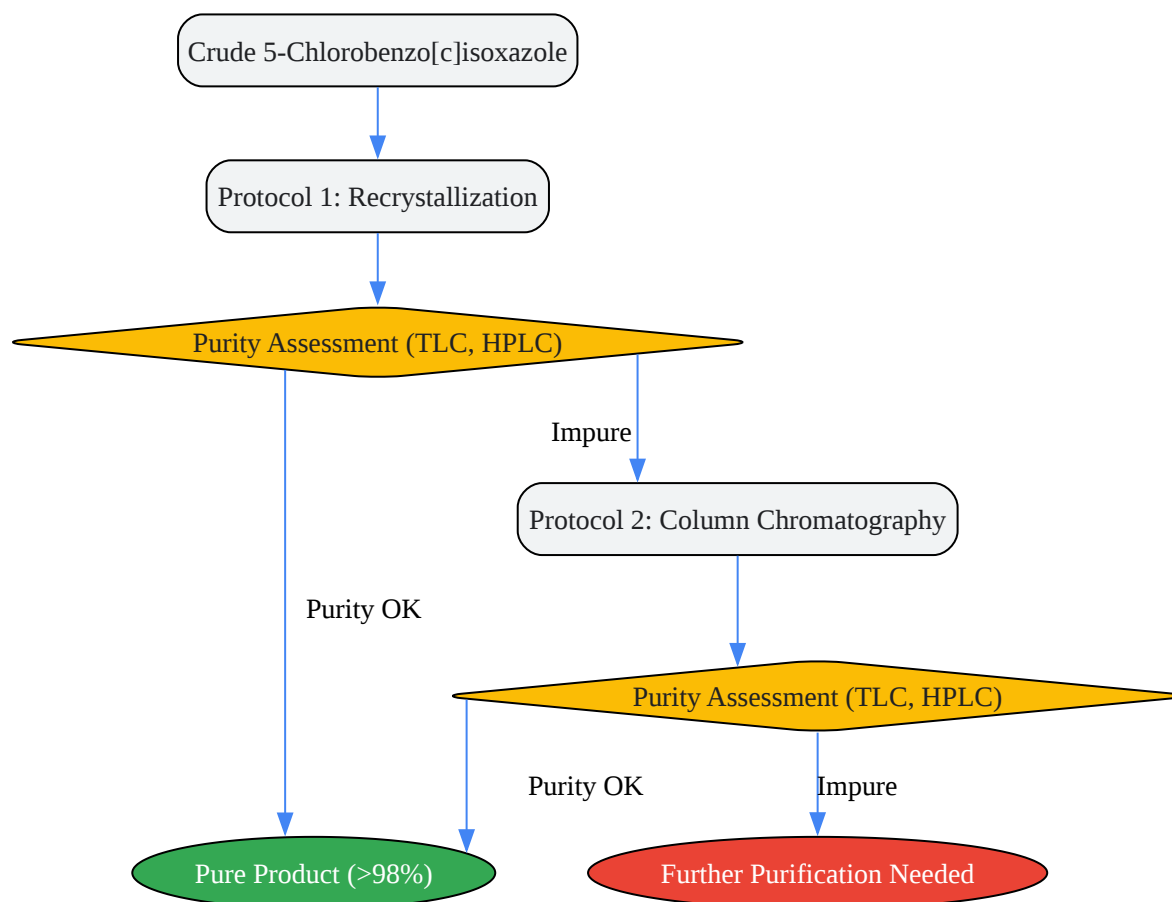 Crude 5-Chlorobenzo[c]isoxazole
Protocol 1: Recrystallization
Purity Assessment (TLC, HPLC)
Impure
Protocol 2: Column Chromatography
Purity OK
Purity Assessment (TLC, HPLC)
Purity OK
Impure
Pure Product (>98%)
Further Purification Needed